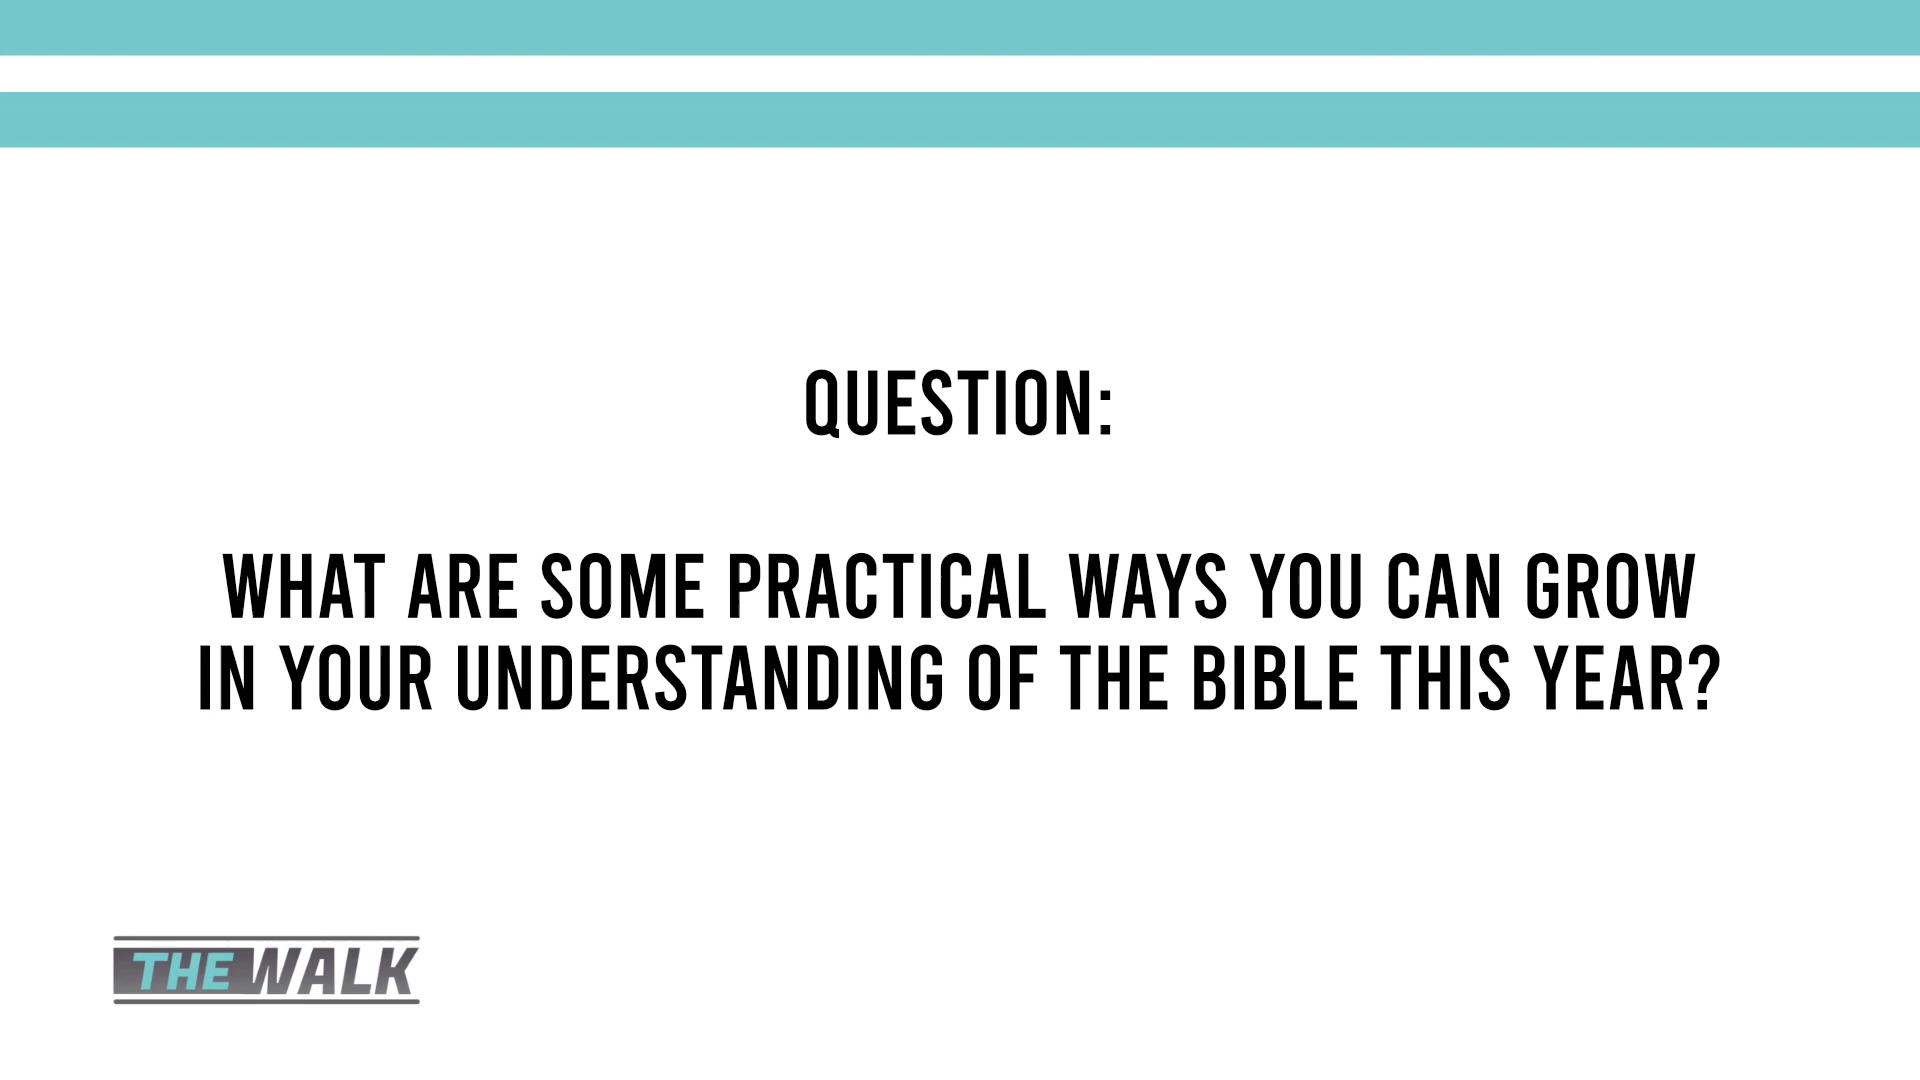 QUESTION:
WHAT ARE SOME PRACTICAL WAYS YOU CAN GROW
IN YOUR UNDERSTANDING OF THE BIBLE THIS YEAR?
THE WALK